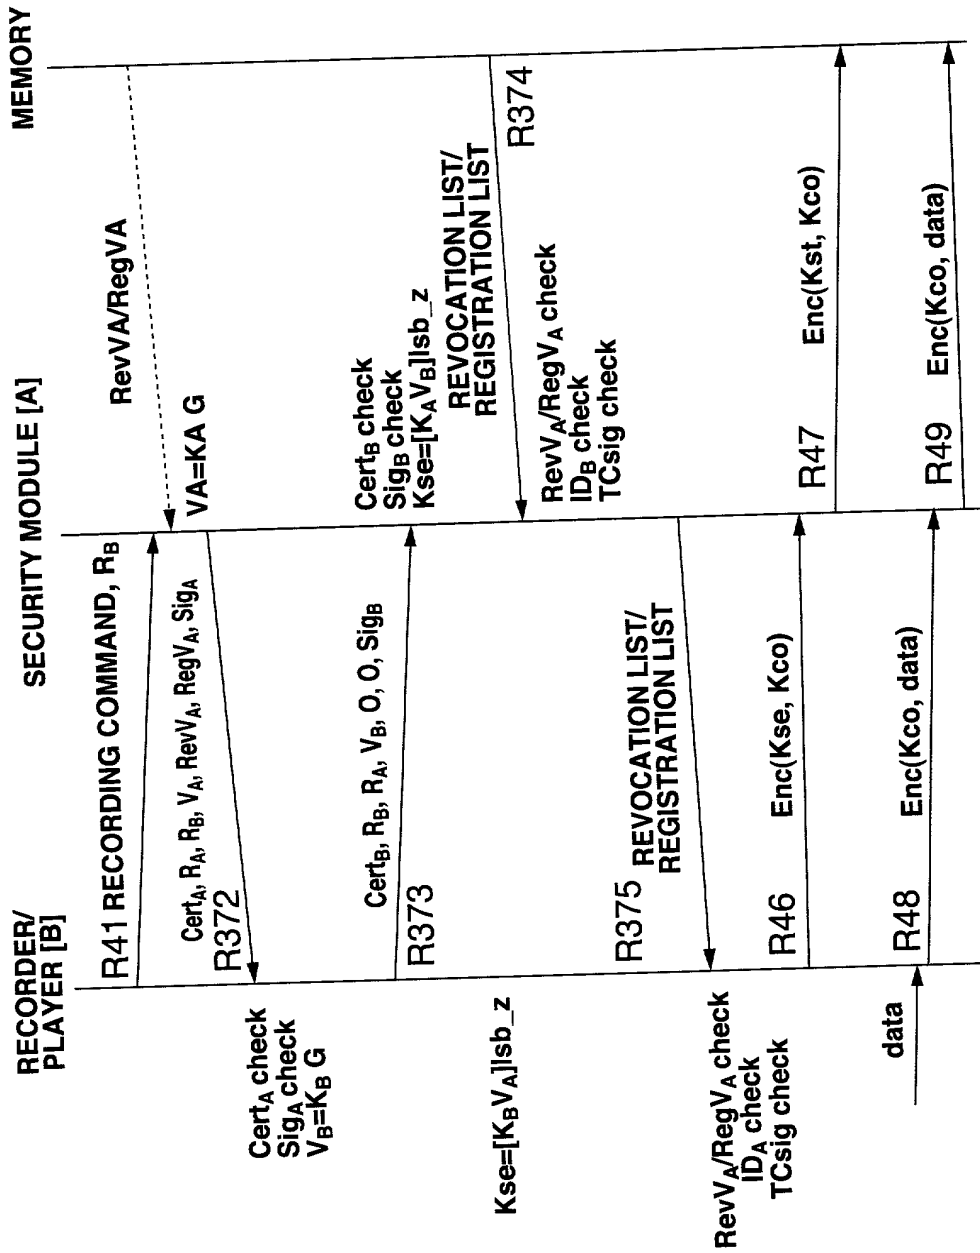 RECORDER/
PLAYER [B]
SECURITY MODULE [A]
MEMORY
R41 RECORDING COMMAND, RB
RevVA/RegVA
VA=KA G
CertA, RA, RB, VA, RevVA, RegVA, SigA
R372
CertA check
SigA check
VB=KB G
CertB, RB, RA, VB, O, O, SigB
R373
CertB check
SigB check
Kse=[KAVB]lsb_z
Kse=[KBVA]lsb_z
REVOCATION LIST/
REGISTRATION LIST
R374
RevVA/RegVA check
IDB check
TCsig check
R375
REVOCATION LIST/
REGISTRATION LIST
RevVA/RegVA check
IDA check
TCsig check
R46
Enc(Kse, Kco)
R47
Enc(Kst, Kco)
data
R48
Enc(Kco, data)
R49
Enc(Kco, data)